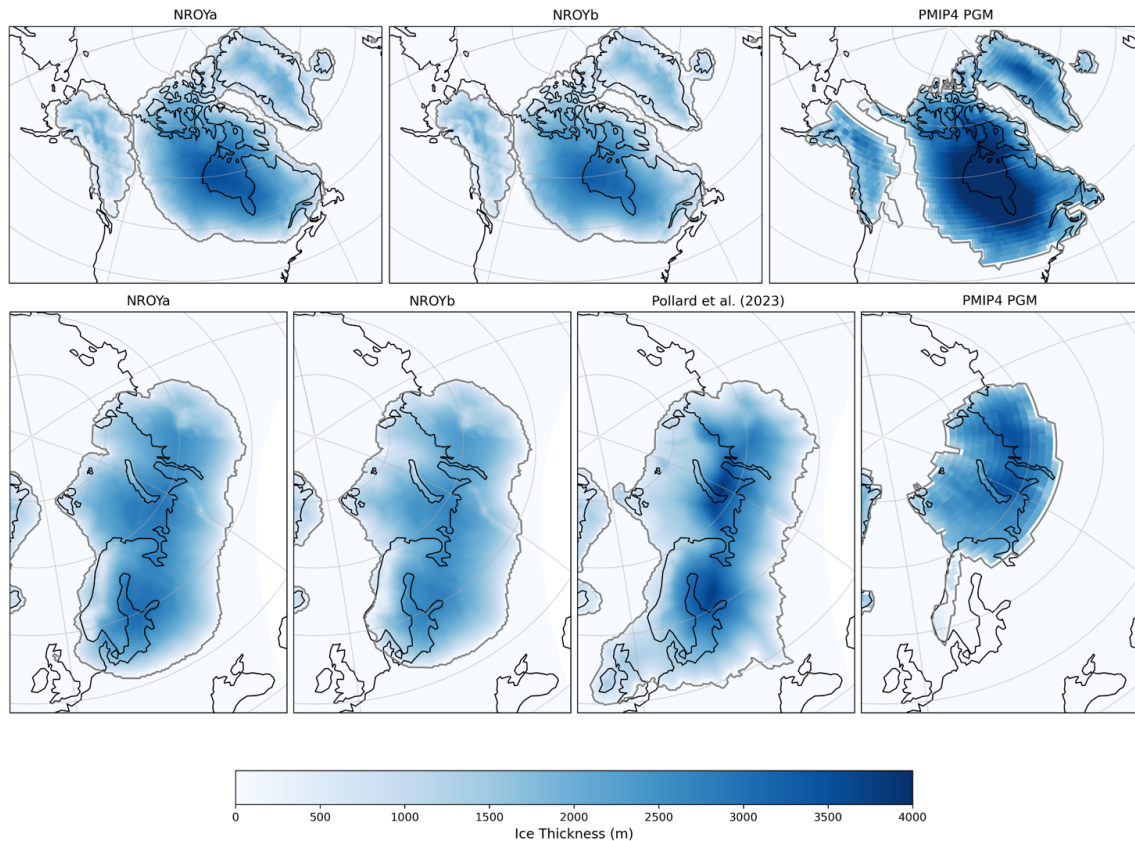 NROYa NROYb PMIP4 PGM
NROYa NROYb Pollard et al. (2023) PMIP4 PGM
0 500 1000 1500 2000 2500 3000 3500 4000
Ice Thickness (m)